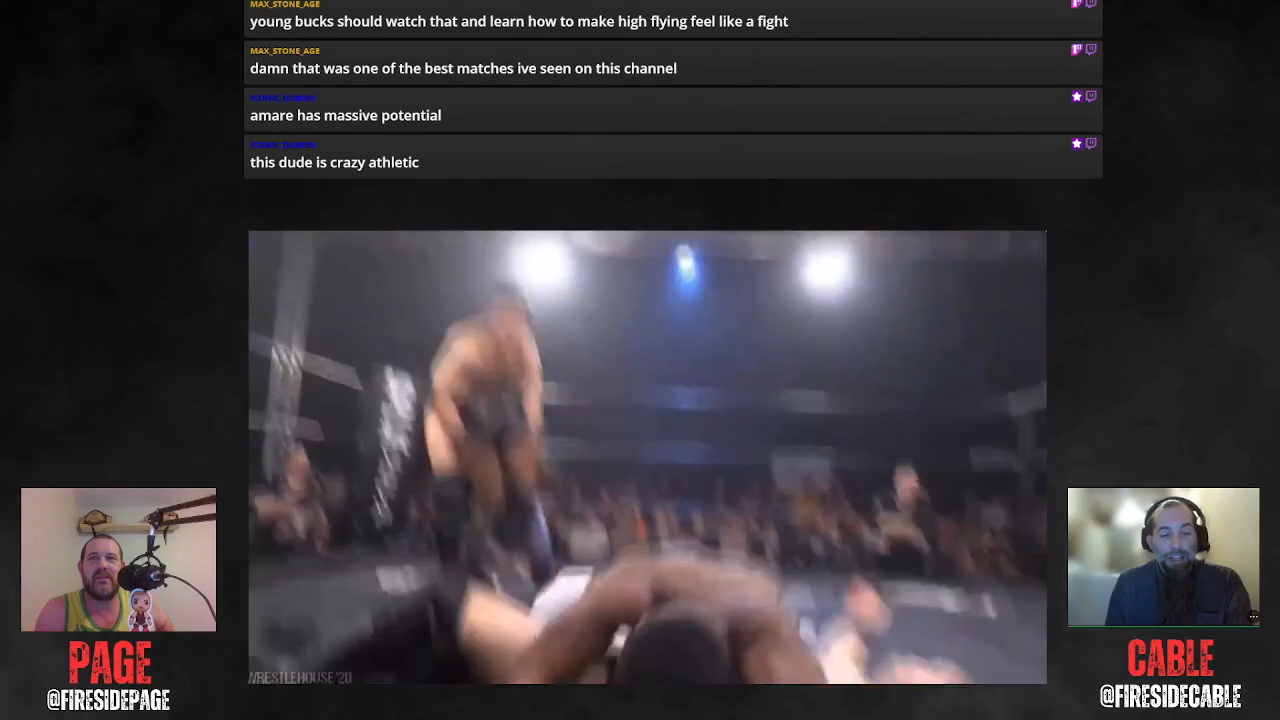 MAX_STONE_AGE
young bucks should watch that and learn how to make high flying feel like a fight
MAX_STONE_AGE
damn that was one of the best matches ive seen on this channel
amare has massive potential
this dude is crazy athletic
WRESTLEHOUSE '20
PAGE
@FIRESIDEPAGE
CABLE
@FIRESIDECABLE